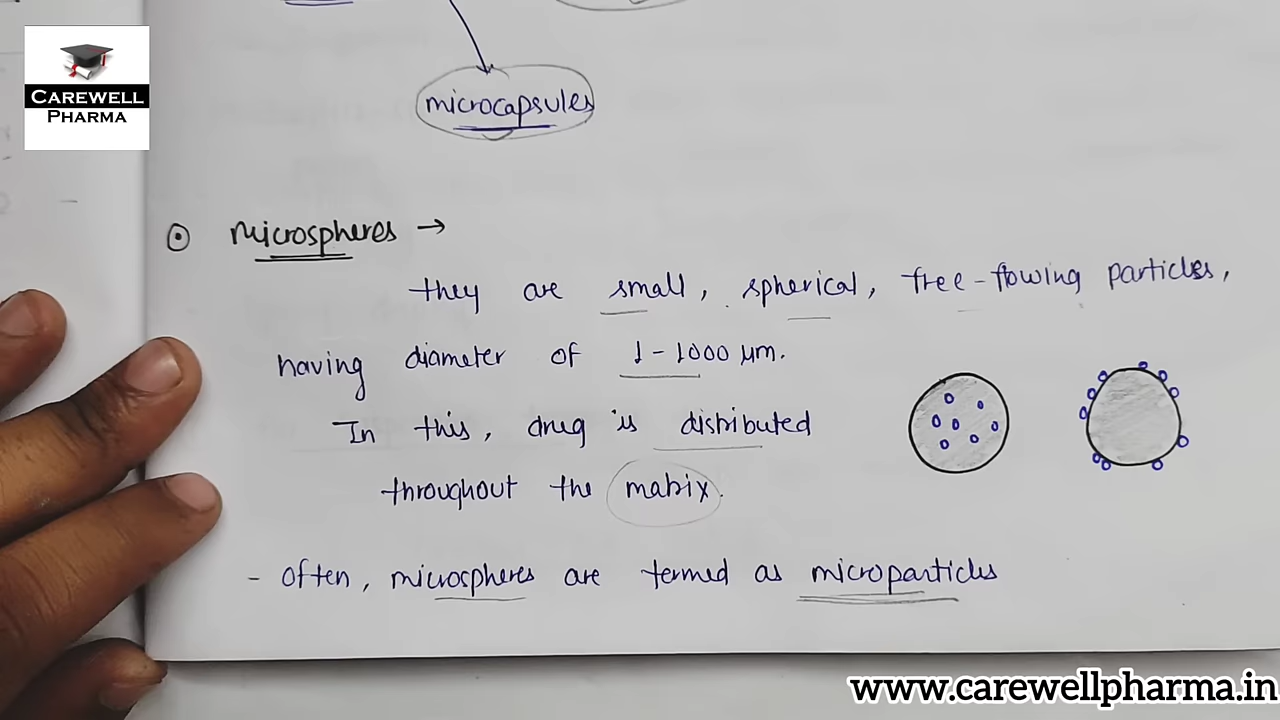 CAREWELL
PHARMA
microcapsules
microspheres →
they are small, spherical, free-flowing particles,
having diameter of 1-1000 μm.
In this, drug is distributed
throughout the matrix.
- often, microspheres are termed as microparticles
www.carewellpharma.in